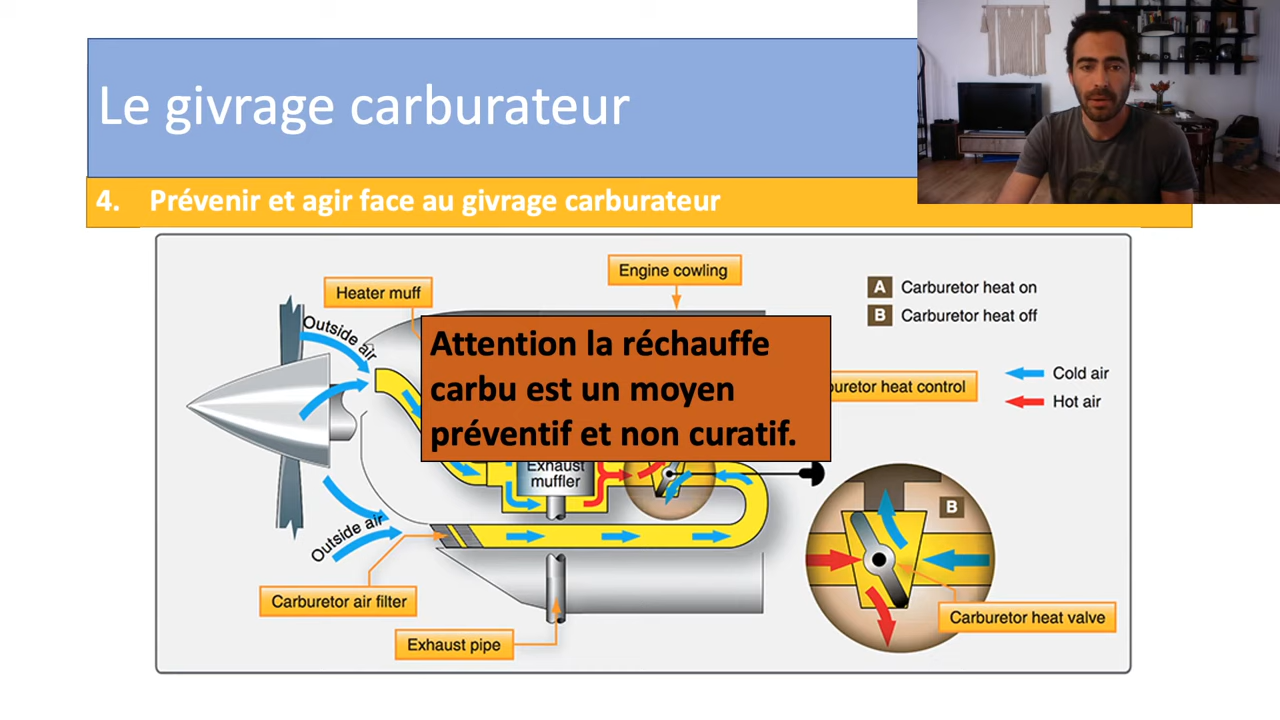 Le givrage carburateur
4. Prévenir et agir face au givrage carburateur
Engine cowling
Heater muff
A Carburetor heat on
B Carburetor heat off
Outside air
Attention la réchauffe
carbu est un moyen
préventif et non curatif.
heat control
Cold air
Hot air
Exhaust
muffler
B
Outside air
Carburetor air filter
Carburetor heat valve
Exhaust pipe